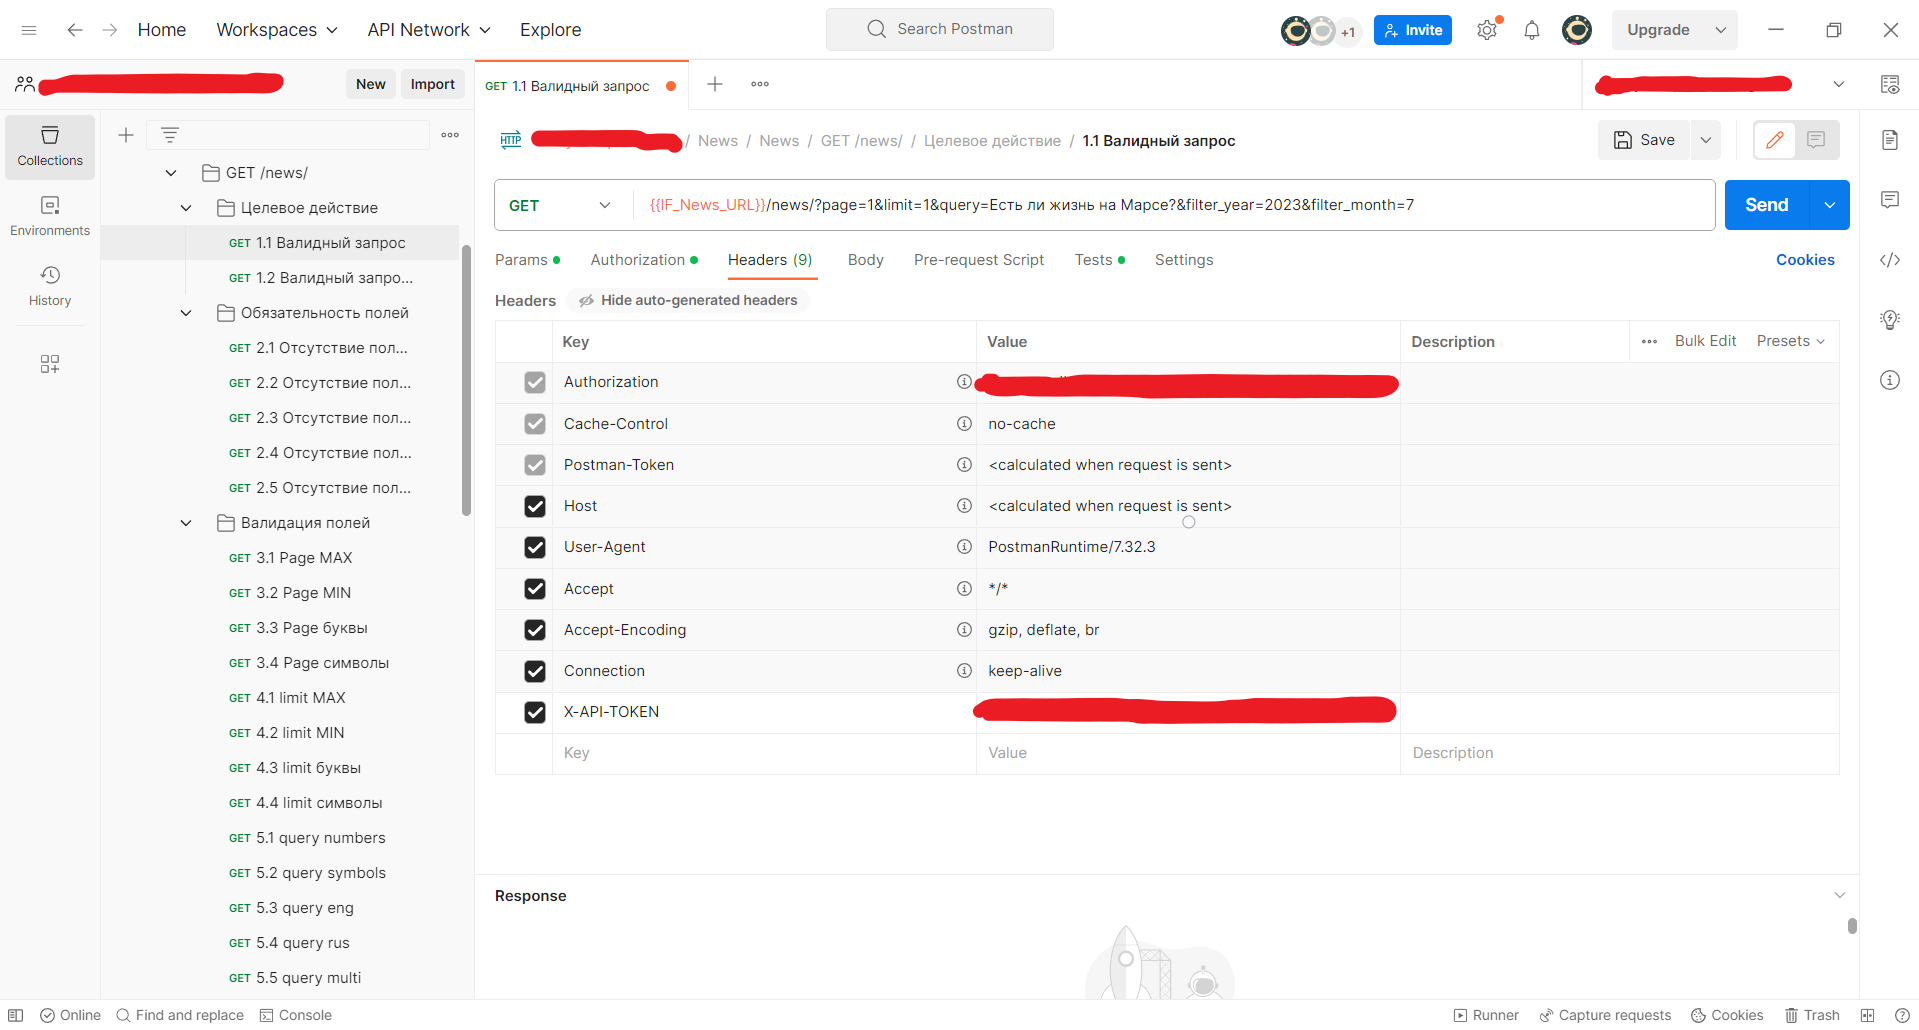 Home Workspaces API Network Explore Search Postman +1 Invite Upgrade
New Import GET 1.1 Валидный запрос
Collections
Environments
History
GET /news/
Целевое действие
GET 1.1 Валидный запрос
GET 1.2 Валидный запро...
Обязательность полей
GET 2.1 Отсутствие пол...
GET 2.2 Отсутствие пол...
GET 2.3 Отсутствие пол...
GET 2.4 Отсутствие пол...
GET 2.5 Отсутствие пол...
Валидация полей
GET 3.1 Page MAX
GET 3.2 Page MIN
GET 3.3 Page буквы
GET 3.4 Page символы
GET 4.1 limit MAX
GET 4.2 limit MIN
GET 4.3 limit буквы
GET 4.4 limit символы
GET 5.1 query numbers
GET 5.2 query symbols
GET 5.3 query eng
GET 5.4 query rus
GET 5.5 query multi
HTTP / News / News / GET /news/ / Целевое действие / 1.1 Валидный запрос Save
GET {{IF_News_URL}}/news/?page=1&limit=1&query=Есть ли жизнь на Марсе?&filter_year=2023&filter_month=7 Send
Params Authorization Headers (9) Body Pre-request Script Tests Settings Cookies
Headers Hide auto-generated headers
Key Value Description Bulk Edit Presets
Authorization
Cache-Control no-cache
Postman-Token <calculated when request is sent>
Host <calculated when request is sent>
User-Agent PostmanRuntime/7.32.3
Accept */*
Accept-Encoding gzip, deflate, br
Connection keep-alive
X-API-TOKEN
Key Value Description
Response
Online Find and replace Console Runner Capture requests Cookies Trash